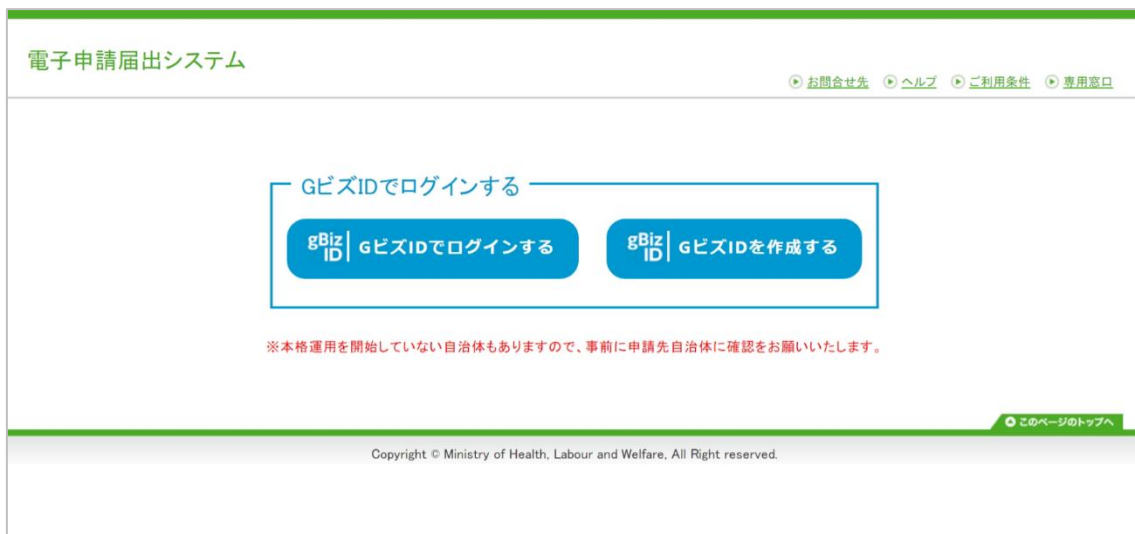 電子申請届出システム
お問合せ先 ヘルプ ご利用条件 専用窓口
GビズIDでログインする
gBiz ID GビズIDでログインする
gBiz ID GビズIDを作成する
※本格運用を開始していない自治体もありますので、事前に申請先自治体に確認をお願いいたします。
このページのトップへ
Copyright © Ministry of Health, Labour and Welfare, All Right reserved.